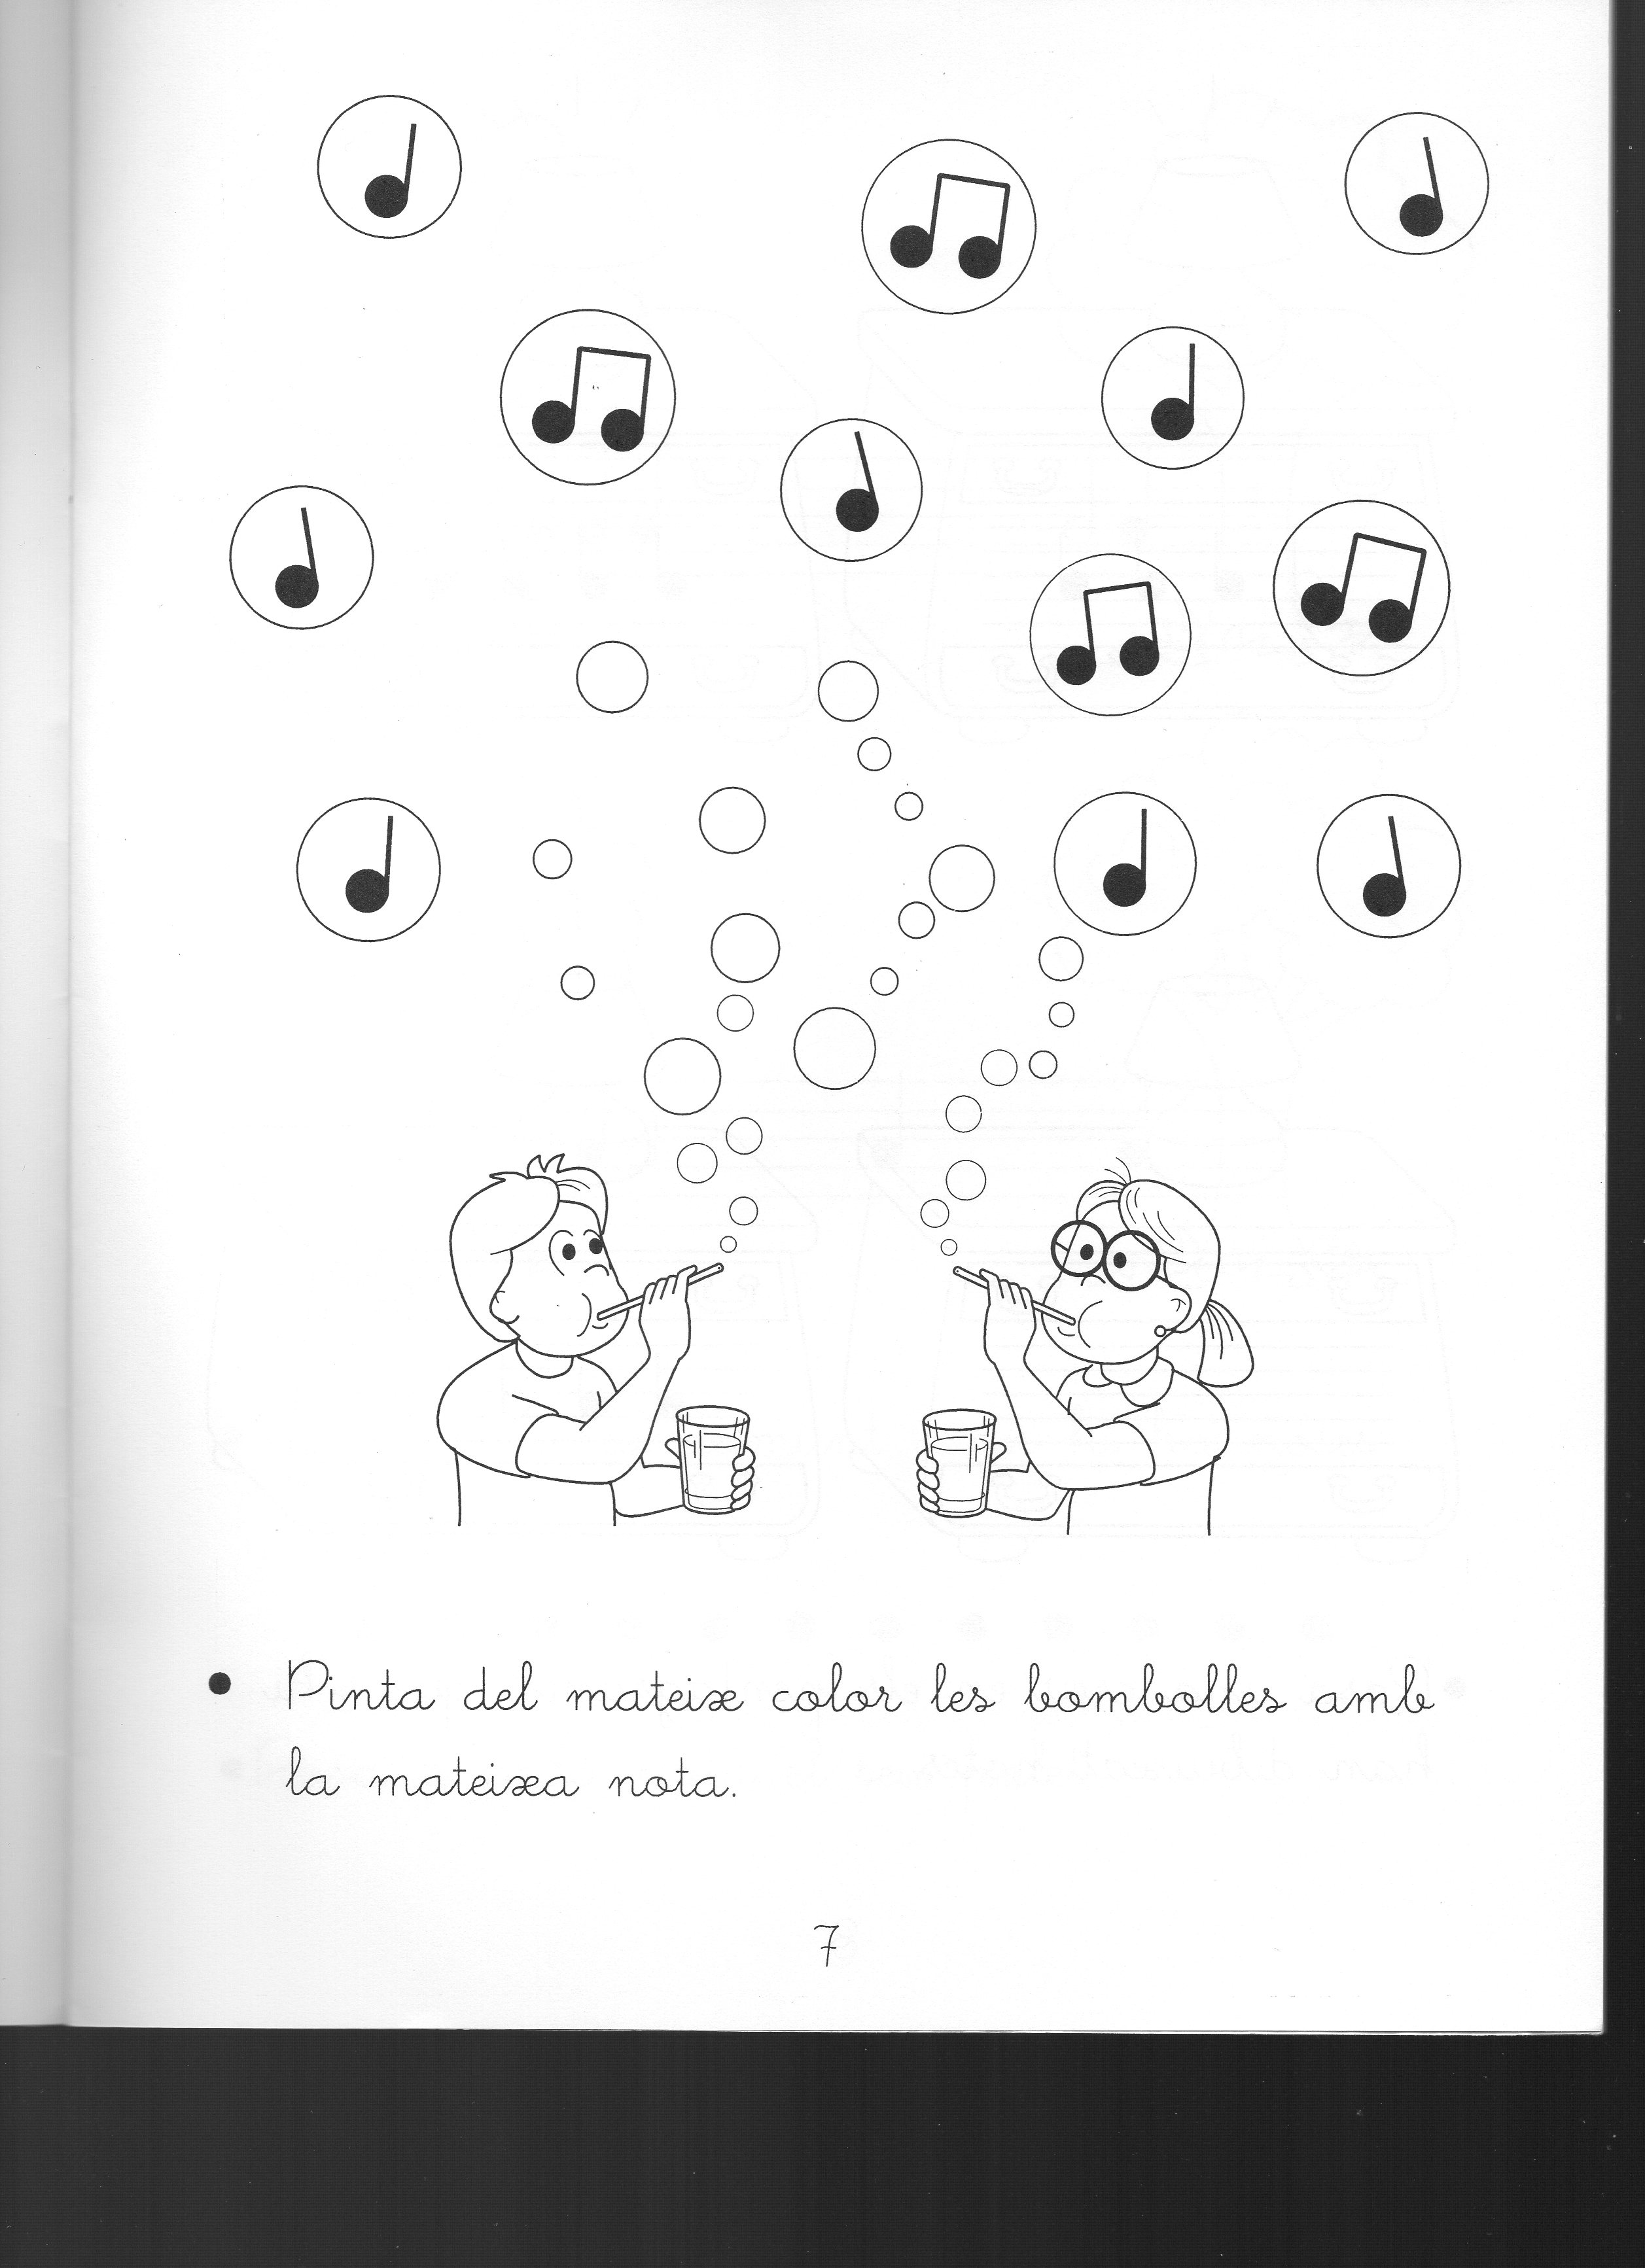 ● Pinta del mateix color les bombolles amb
la mateixa nota.
7